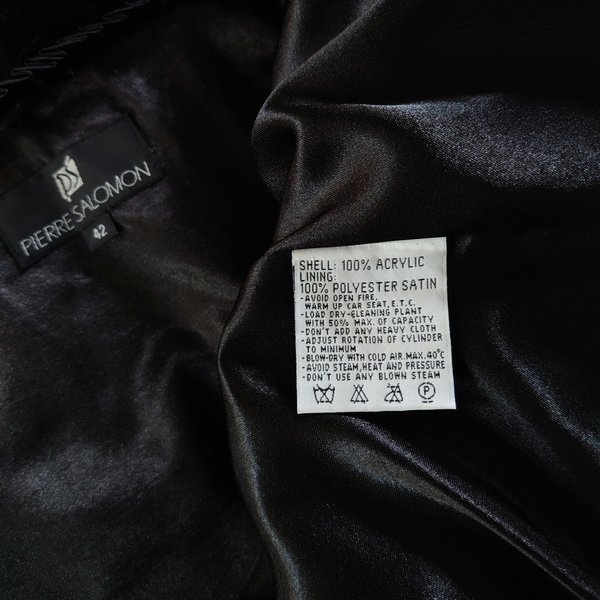 PS
PIERRE SALOMON
42
SHELL: 100% ACRYLIC
LINING:
100% POLYESTER SATIN
-AVOID OPEN FIRE,
WARM UP CAR SEAT, E.T.C.
-LOAD DRY-CLEANING PLANT
WITH 50% MAX. OF CAPACITY
-DON'T ADD ANY HEAVY CLOTH
-ADJUST ROTATION OF CYLINDER
TO MINIMUM
-BLOW-DRY WITH COLD AIR.MAX.40°C
-AVOID STEAM,HEAT AND PRESSURE
-DON'T USE ANY BLOWN STEAM
P